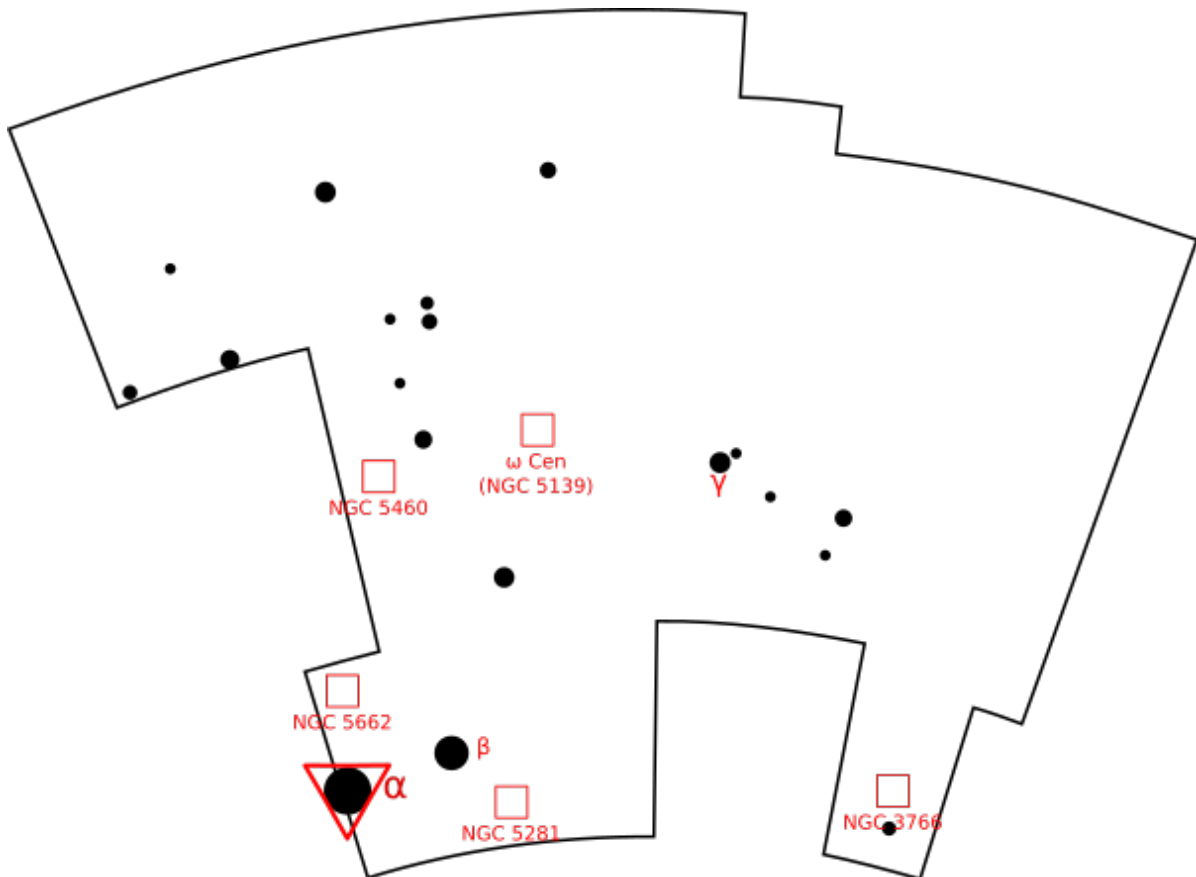 ω Cen
(NGC 5139)
γ
NGC 5460
NGC 5662
β
α
NGC 5281
NGC 3766